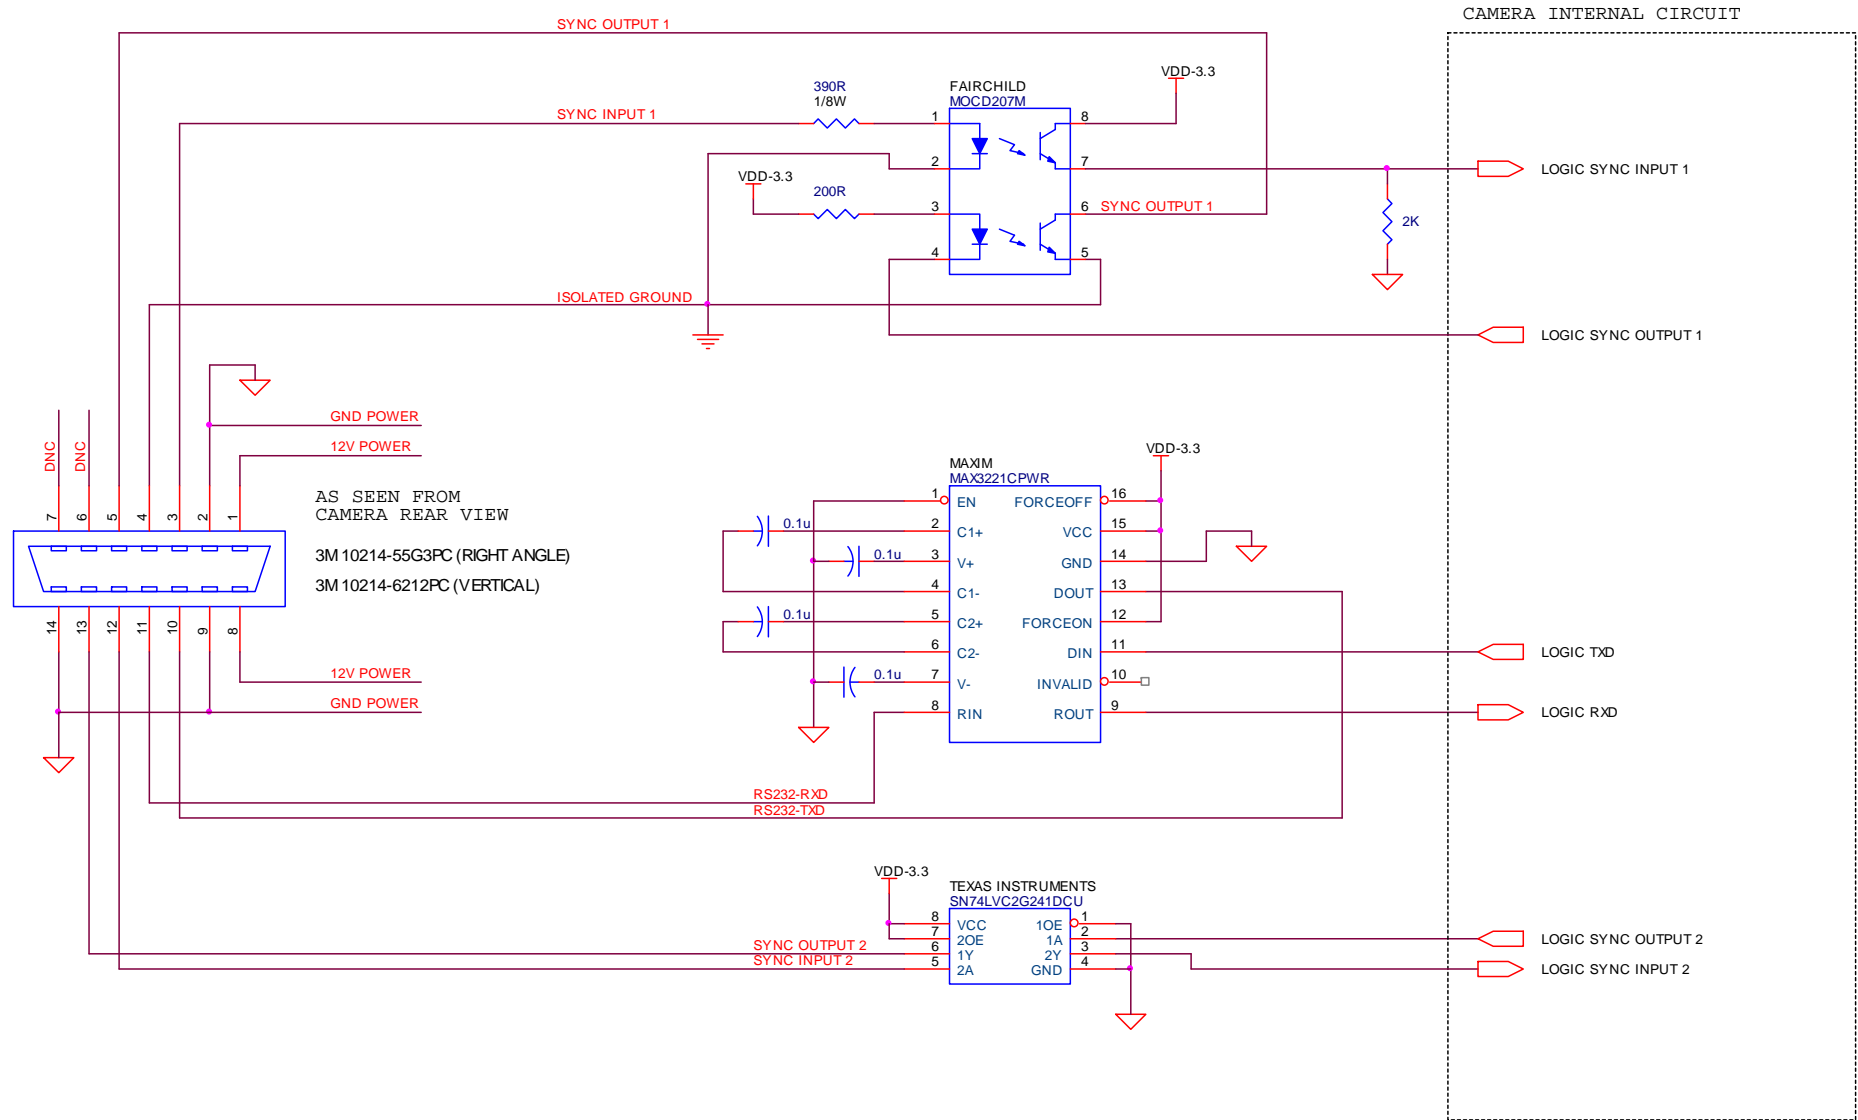 CAMERA INTERNAL CIRCUIT
SYNC OUTPUT 1
VDD-3.3
390R
1/8W
FAIRCHILD
MOCD207M
SYNC INPUT 1
1
8
2
7
LOGIC SYNC INPUT 1
VDD-3.3
200R
3
6
SYNC OUTPUT 1
2K
4
5
ISOLATED GROUND
LOGIC SYNC OUTPUT 1
GND POWER
12V POWER
DNC
DNC
7
6
5
4
3
2
1
AS SEEN FROM
CAMERA REAR VIEW
3M 10214-55G3PC (RIGHT ANGLE)
3M 10214-6212PC (VERTICAL)
14
13
12
11
10
9
8
12V POWER
GND POWER
VDD-3.3
MAXIM
MAX3221CPWR
1 EN FORCEOFF 16
0.1u 2 C1+ VCC 15
0.1u 3 V+ GND 14
4 C1- DOUT 13
0.1u 5 C2+ FORCEON 12
6 C2- DIN 11 LOGIC TXD
0.1u 7 V- INVALID 10
8 RIN ROUT 9 LOGIC RXD
RS232-RXD
RS232-TXD
VDD-3.3
TEXAS INSTRUMENTS
SN74LVC2G241DCU
8 VCC 1OE 1
7 2OE 1A 2 LOGIC SYNC OUTPUT 2
SYNC OUTPUT 2 6 1Y 2Y 3
SYNC INPUT 2 5 2A GND 4 LOGIC SYNC INPUT 2